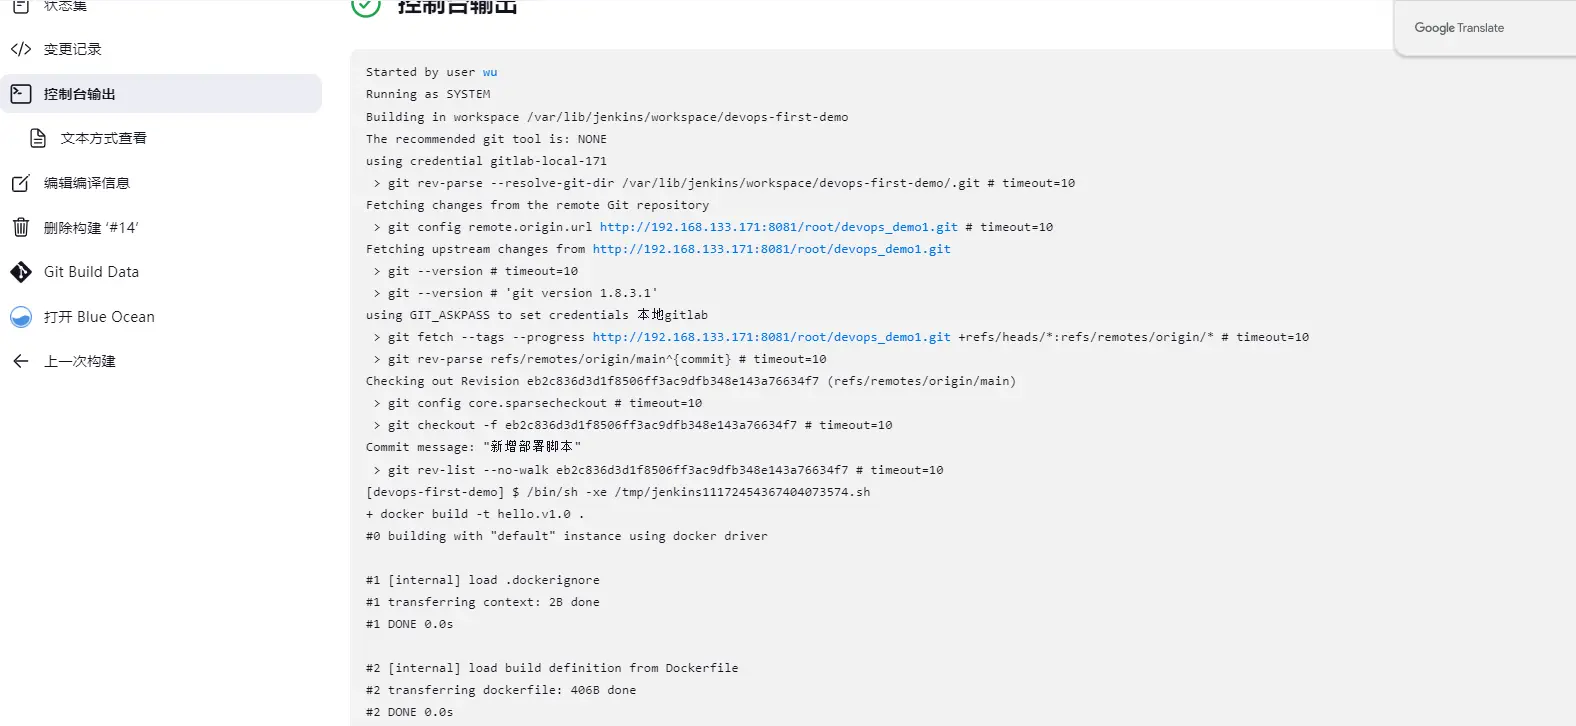 状态集
变更记录
控制台输出
文本方式查看
编辑编译信息
删除构建 ‘#14’
Git Build Data
打开 Blue Ocean
上一次构建
控制台输出
Google Translate
Started by user wu
Running as SYSTEM
Building in workspace /var/lib/jenkins/workspace/devops-first-demo
The recommended git tool is: NONE
using credential gitlab-local-171
> git rev-parse --resolve-git-dir /var/lib/jenkins/workspace/devops-first-demo/.git # timeout=10
Fetching changes from the remote Git repository
> git config remote.origin.url http://192.168.133.171:8081/root/devops_demo1.git # timeout=10
Fetching upstream changes from http://192.168.133.171:8081/root/devops_demo1.git
> git --version # timeout=10
> git --version # 'git version 1.8.3.1'
using GIT_ASKPASS to set credentials 本地gitlab
> git fetch --tags --progress http://192.168.133.171:8081/root/devops_demo1.git +refs/heads/*:refs/remotes/origin/* # timeout=10
> git rev-parse refs/remotes/origin/main^{commit} # timeout=10
Checking out Revision eb2c836d3d1f8506ff3ac9dfb348e143a76634f7 (refs/remotes/origin/main)
> git config core.sparsecheckout # timeout=10
> git checkout -f eb2c836d3d1f8506ff3ac9dfb348e143a76634f7 # timeout=10
Commit message: "新增部署脚本"
> git rev-list --no-walk eb2c836d3d1f8506ff3ac9dfb348e143a76634f7 # timeout=10
[devops-first-demo] $ /bin/sh -xe /tmp/jenkins11172454367404073574.sh
+ docker build -t hello.v1.0 .
#0 building with "default" instance using docker driver
#1 [internal] load .dockerignore
#1 transferring context: 2B done
#1 DONE 0.0s
#2 [internal] load build definition from Dockerfile
#2 transferring dockerfile: 406B done
#2 DONE 0.0s